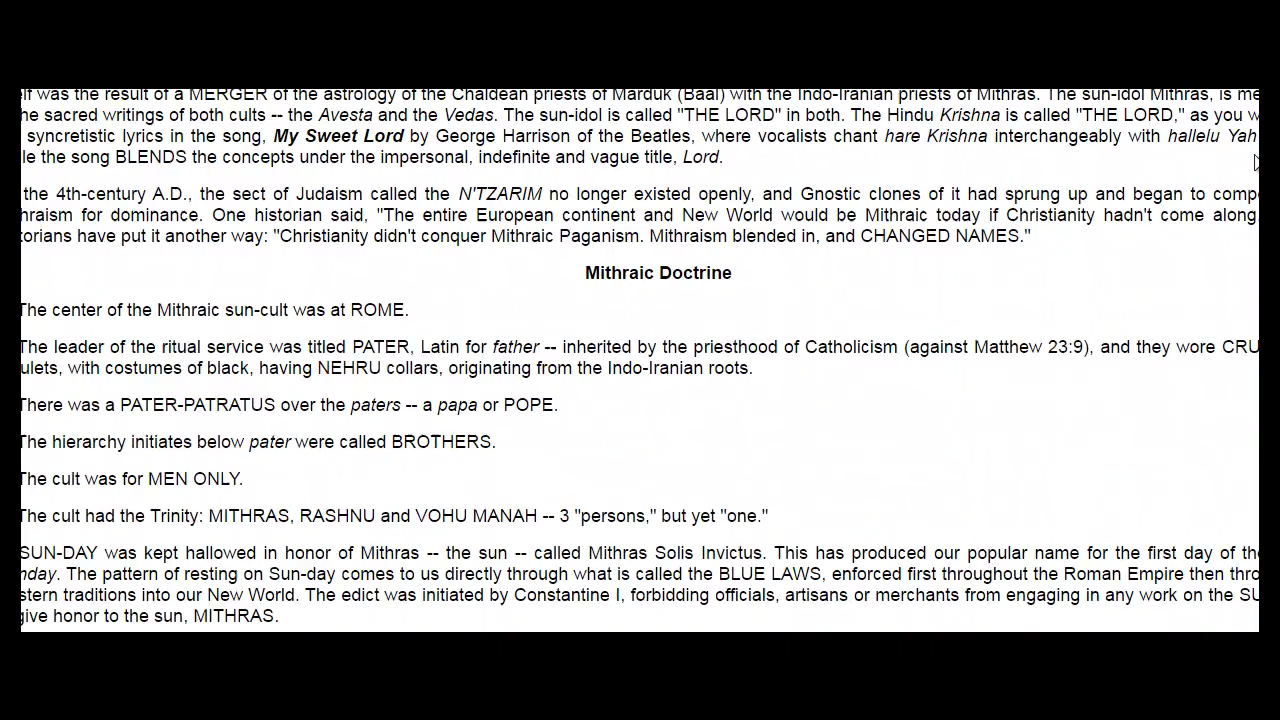 elf was the result of a MERGER of the astrology of the Chaldean priests of Marduk (Baal) with the Indo-Iranian priests of Mithras. The sun-idol Mithras, is me
he sacred writings of both cults -- the Avesta and the Vedas. The sun-idol is called "THE LORD" in both. The Hindu Krishna is called "THE LORD," as you w
syncretistic lyrics in the song, My Sweet Lord by George Harrison of the Beatles, where vocalists chant hare Krishna interchangeably with hallelu Yah
le the song BLENDS the concepts under the impersonal, indefinite and vague title, Lord.
the 4th-century A.D., the sect of Judaism called the N'TZARIM no longer existed openly, and Gnostic clones of it had sprung up and began to comp
hraism for dominance. One historian said, "The entire European continent and New World would be Mithraic today if Christianity hadn't come along
torians have put it another way: "Christianity didn't conquer Mithraic Paganism. Mithraism blended in, and CHANGED NAMES."
Mithraic Doctrine
The center of the Mithraic sun-cult was at ROME.
The leader of the ritual service was titled PATER, Latin for father -- inherited by the priesthood of Catholicism (against Matthew 23:9), and they wore CRU
ulets, with costumes of black, having NEHRU collars, originating from the Indo-Iranian roots.
There was a PATER-PATRATUS over the paters -- a papa or POPE.
The hierarchy initiates below pater were called BROTHERS.
The cult was for MEN ONLY.
The cult had the Trinity: MITHRAS, RASHNU and VOHU MANAH -- 3 "persons," but yet "one."
SUN-DAY was kept hallowed in honor of Mithras -- the sun -- called Mithras Solis Invictus. This has produced our popular name for the first day of the
nday. The pattern of resting on Sun-day comes to us directly through what is called the BLUE LAWS, enforced first throughout the Roman Empire then thro
stern traditions into our New World. The edict was initiated by Constantine I, forbidding officials, artisans or merchants from engaging in any work on the SU
give honor to the sun, MITHRAS.